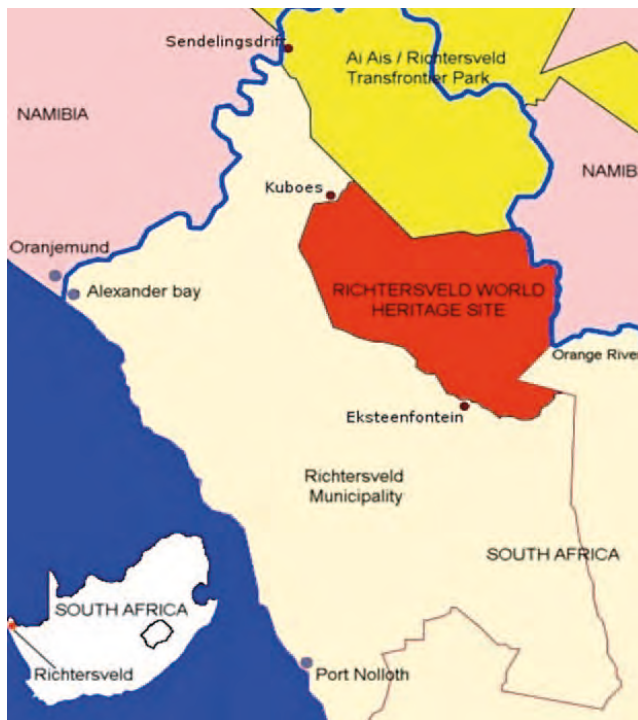 Sendelingsdrift
Ai Ais / Richtersveld
Transfrontier Park
NAMIBIA
NAMIB
Kuboes
Oranjemund
Alexander bay
RICHTERSVELD WORLD
HERITAGE SITE
Orange River
Eksteenfontein
Richtersveld
Municipality
SOUTH AFRICA
SOUTH AFRICA
Richtersveld
Port Nolloth